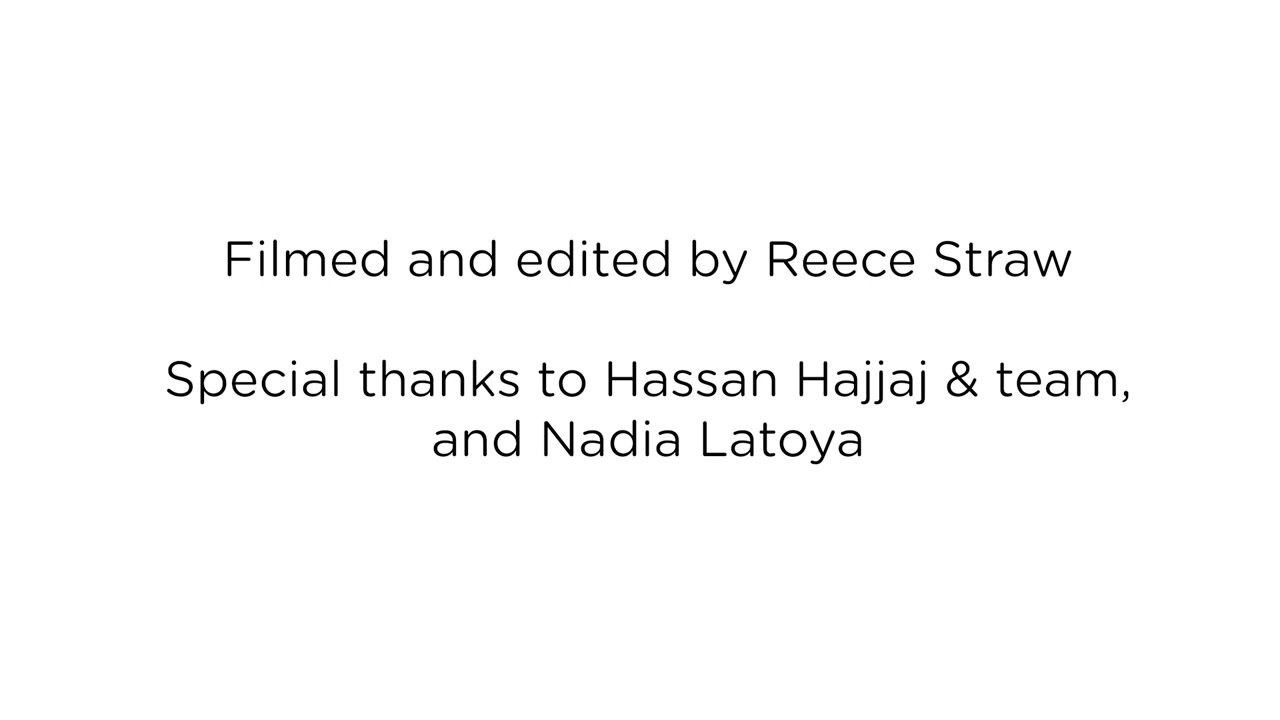 Filmed and edited by Reece Straw
Special thanks to Hassan Hajjaj & team,
and Nadia Latoya